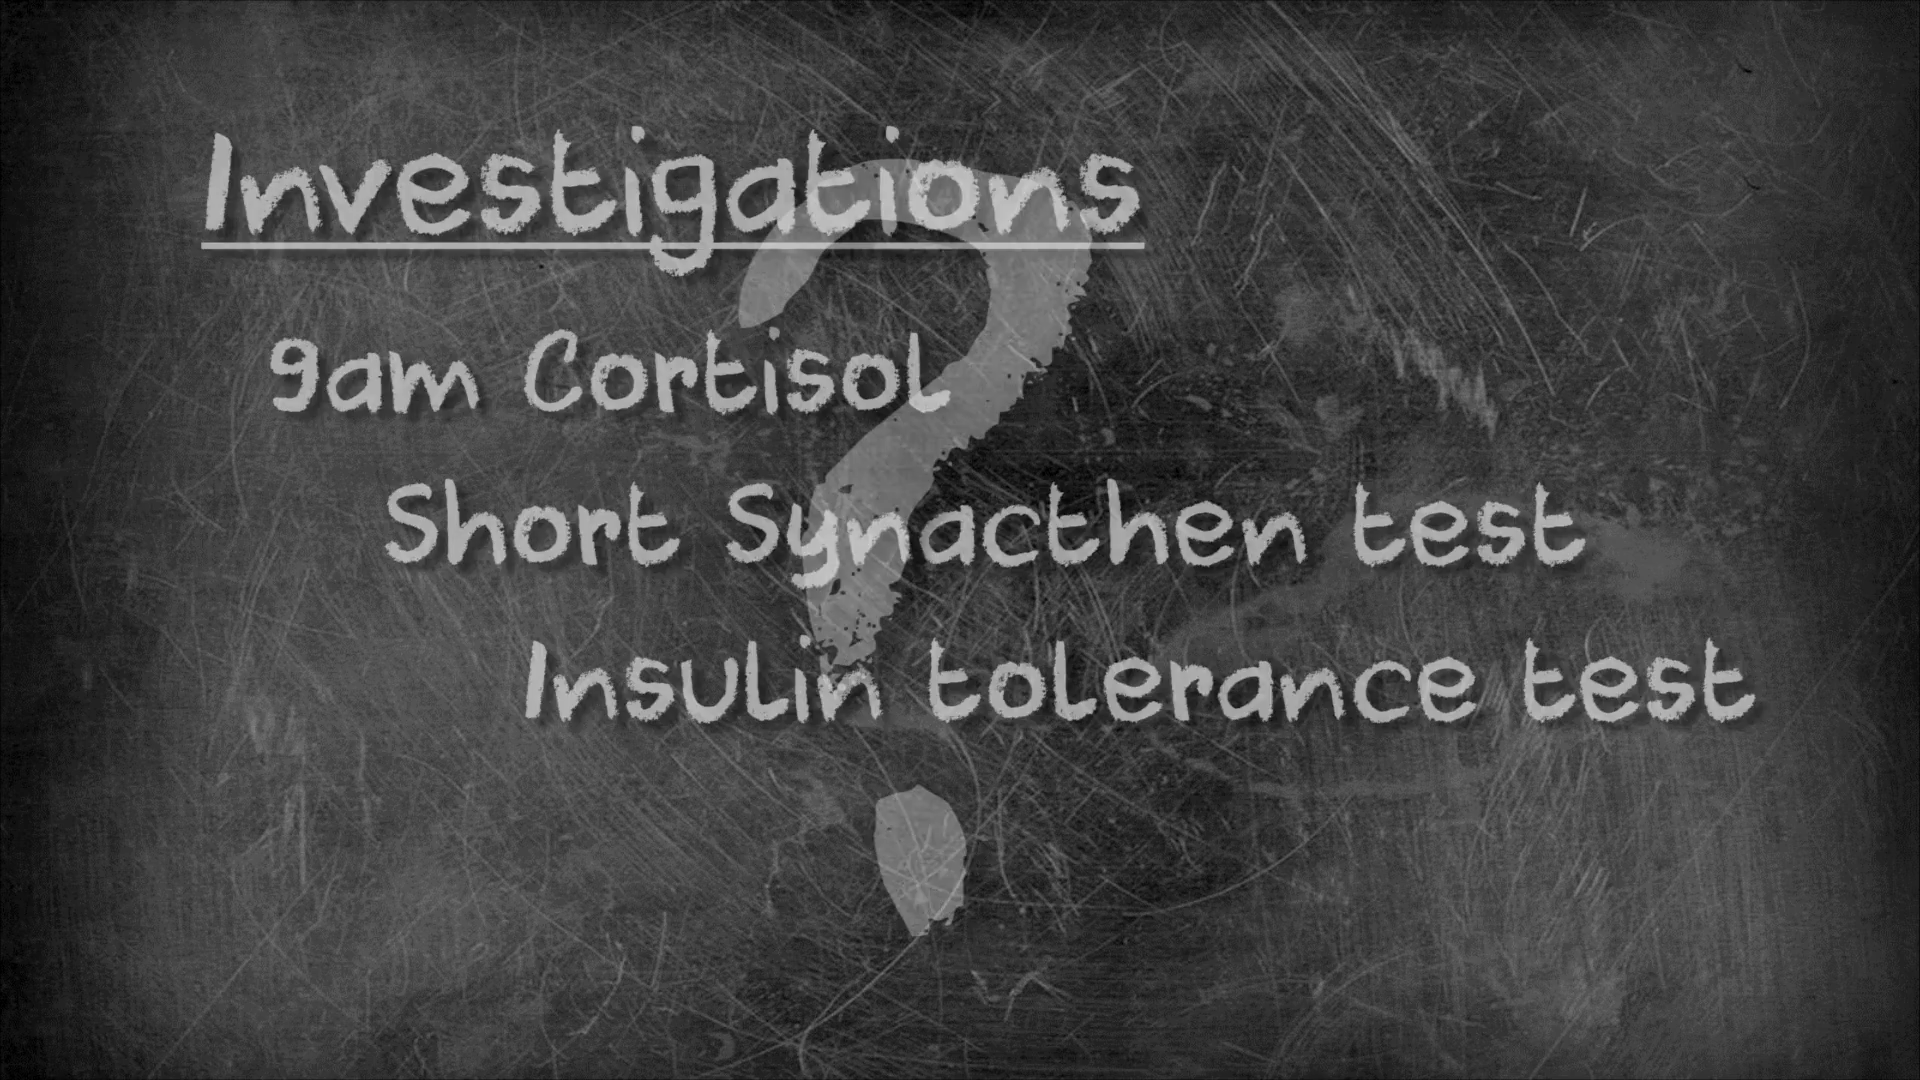 Investigations
?
9am Cortisol
Short Synacthen test
Insulin tolerance test